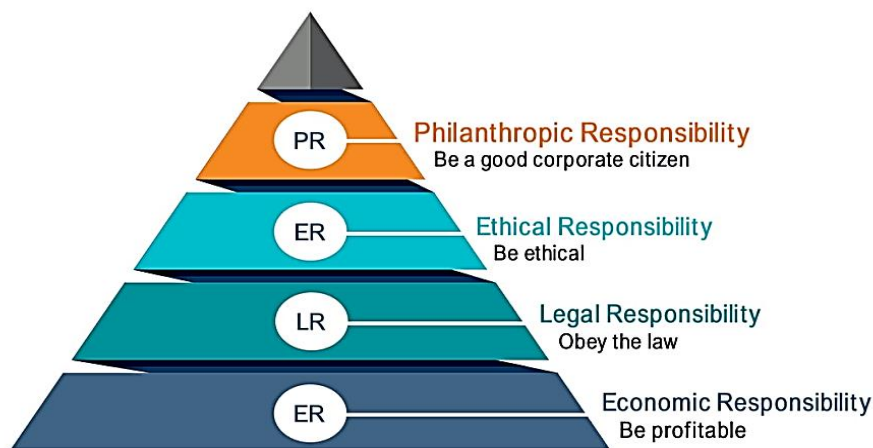 PR
Philanthropic Responsibility
Be a good corporate citizen
ER
Ethical Responsibility
Be ethical
LR
Legal Responsibility
Obey the law
ER
Economic Responsibility
Be profitable